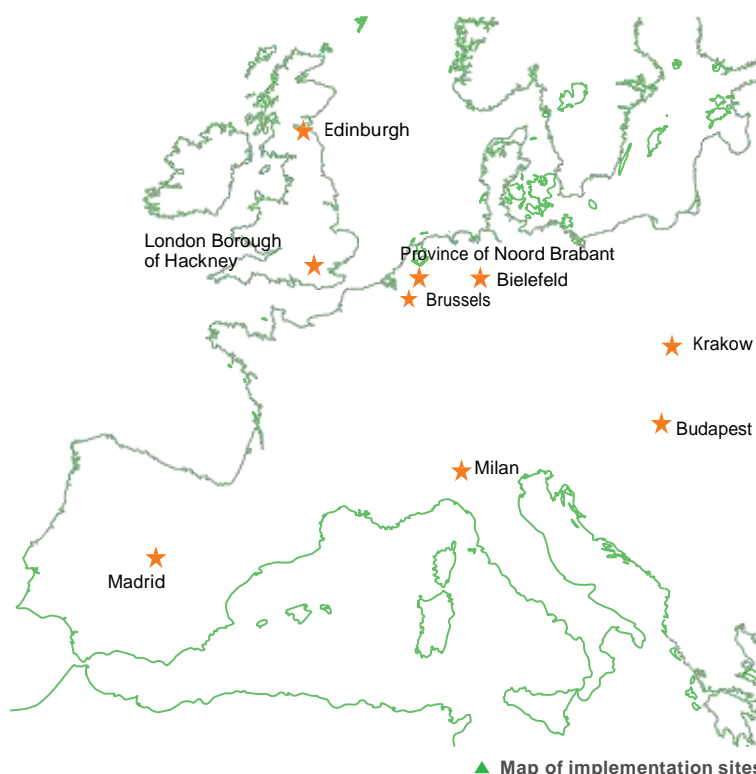 Edinburgh
London Borough
of Hackney
Province of Noord Brabant
Bielefeld
Brussels
Krakow
Budapest
Milan
Madrid
▲ Map of implementation sites